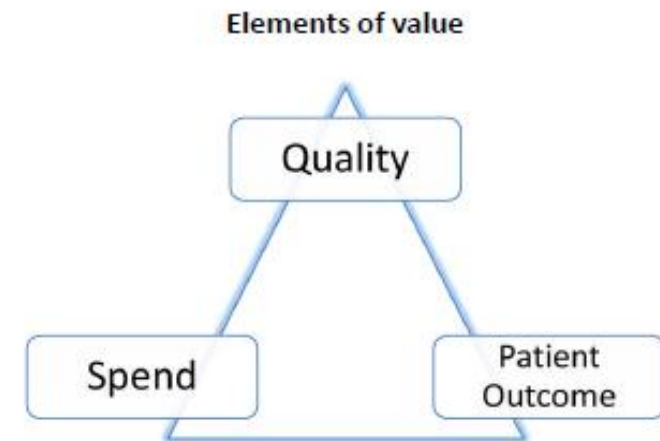 Elements of value
Quality
Spend
Patient
Outcome